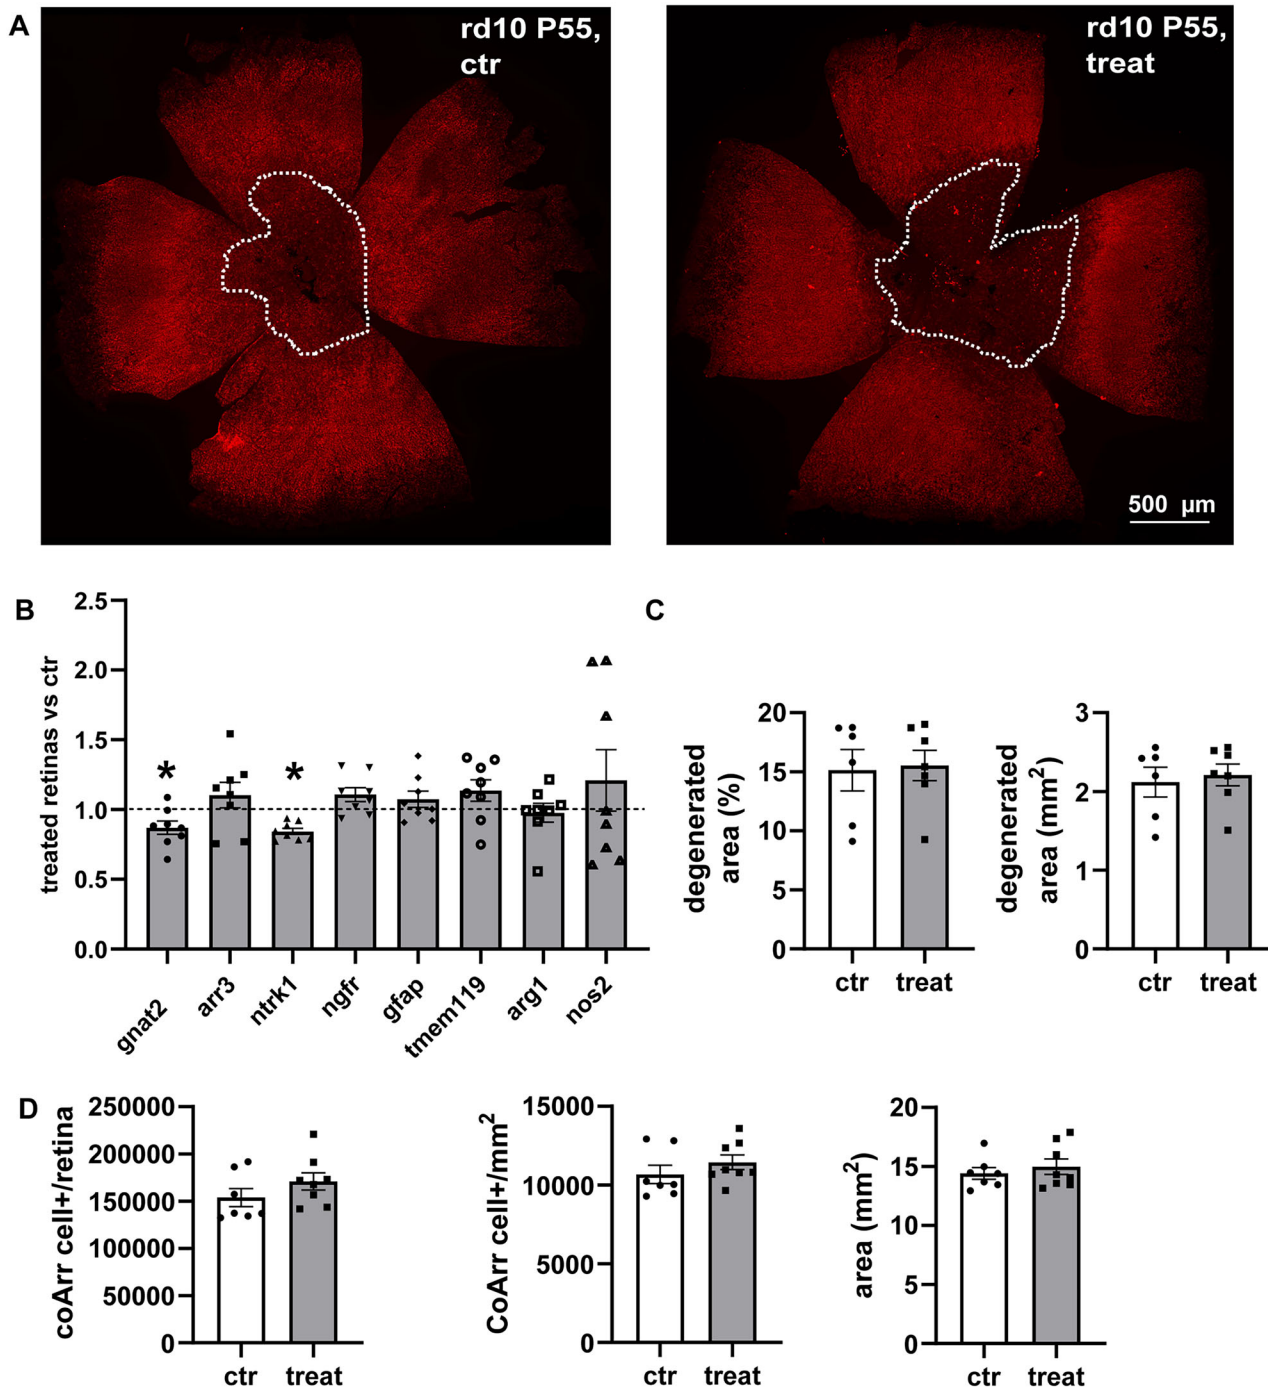 A
rd10 P55,
ctr
rd10 P55,
treat
500 µm
B
treated retinas vs ctr
2.5
2.0
1.5
1.0
0.5
0.0
*
*
gnat2
arr3
ntrk1
ngfr
gfap
tmem119
arg1
nos2
C
degenerated
area (%)
20
15
10
5
0
ctr
treat
degenerated
area (mm²)
3
2
1
0
ctr
treat
D
coArr cell+/retina
250000
200000
150000
100000
50000
0
ctr
treat
CoArr cell+/mm²
15000
10000
5000
0
ctr
treat
area (mm²)
20
15
10
5
0
ctr
treat